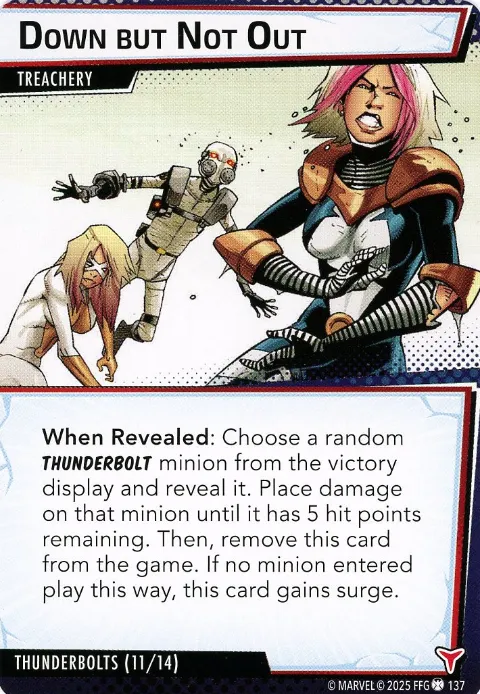 Down but Not Out
TREACHERY
When Revealed: Choose a random
THUNDERBOLT minion from the victory
display and reveal it. Place damage
on that minion until it has 5 hit points
remaining. Then, remove this card
from the game. If no minion entered
play this way, this card gains surge.
THUNDERBOLTS (11/14)
© MARVEL © 2025 FFG 137